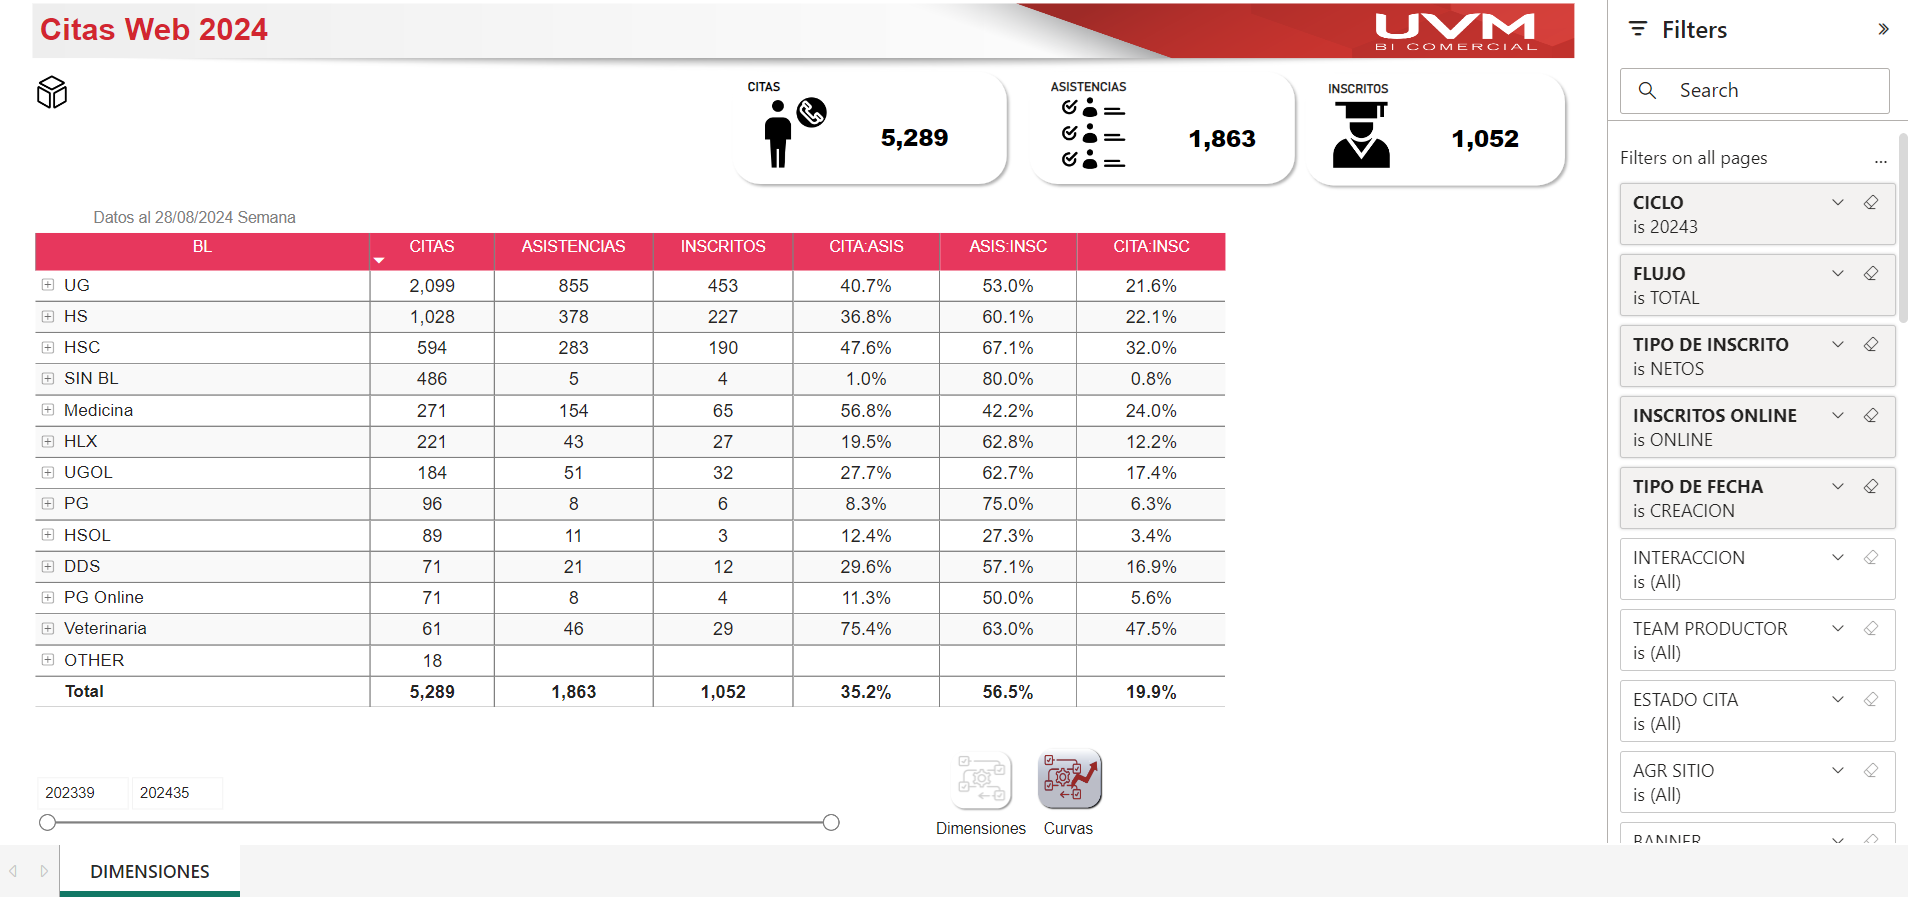 Citas Web 2024
UVM
BI COMERCIAL
Filters
Search
CITAS
5,289
ASISTENCIAS
1,863
INSCRITOS
1,052
Datos al 28/08/2024 Semana
BL CITAS ASISTENCIAS INSCRITOS CITA:ASIS ASIS:INSC CITA:INSC
UG 2,099 855 453 40.7% 53.0% 21.6%
HS 1,028 378 227 36.8% 60.1% 22.1%
HSC 594 283 190 47.6% 67.1% 32.0%
SIN BL 486 5 4 1.0% 80.0% 0.8%
Medicina 271 154 65 56.8% 42.2% 24.0%
HLX 221 43 27 19.5% 62.8% 12.2%
UGOL 184 51 32 27.7% 62.7% 17.4%
PG 96 8 6 8.3% 75.0% 6.3%
HSOL 89 11 3 12.4% 27.3% 3.4%
DDS 71 21 12 29.6% 57.1% 16.9%
PG Online 71 8 4 11.3% 50.0% 5.6%
Veterinaria 61 46 29 75.4% 63.0% 47.5%
OTHER 18
Total 5,289 1,863 1,052 35.2% 56.5% 19.9%
202339 202435
Dimensiones Curvas
DIMENSIONES
Filters on all pages ...
CICLO
is 20243
FLUJO
is TOTAL
TIPO DE INSCRITO
is NETOS
INSCRITOS ONLINE
is ONLINE
TIPO DE FECHA
is CREACION
INTERACCION
is (All)
TEAM PRODUCTOR
is (All)
ESTADO CITA
is (All)
AGR SITIO
is (All)
BANNER